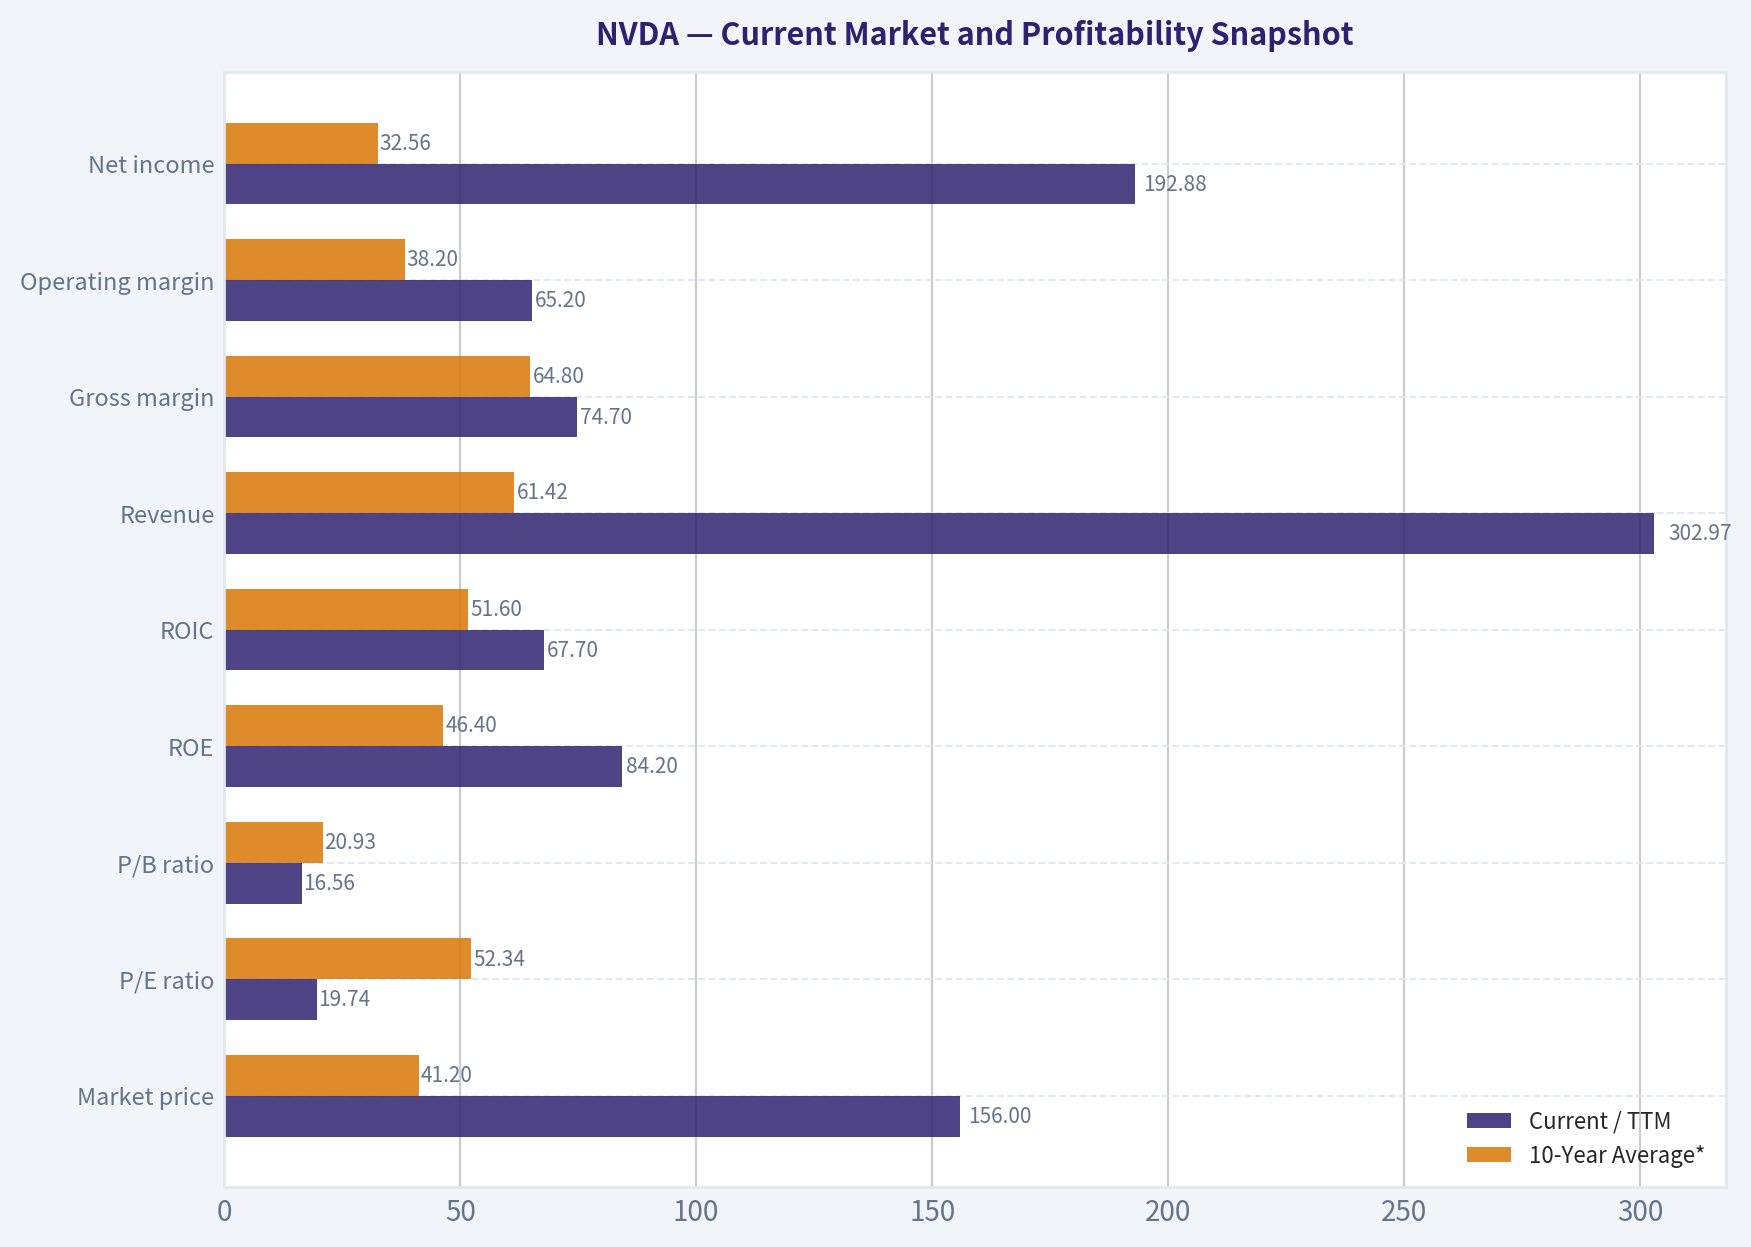 NVDA — Current Market and Profitability Snapshot
Net income
32.56
192.88
Operating margin
38.20
65.20
Gross margin
64.80
74.70
Revenue
61.42
302.97
ROIC
51.60
67.70
ROE
46.40
84.20
P/B ratio
20.93
16.56
P/E ratio
52.34
19.74
Market price
41.20
156.00
Current / TTM
10-Year Average*
0 50 100 150 200 250 300